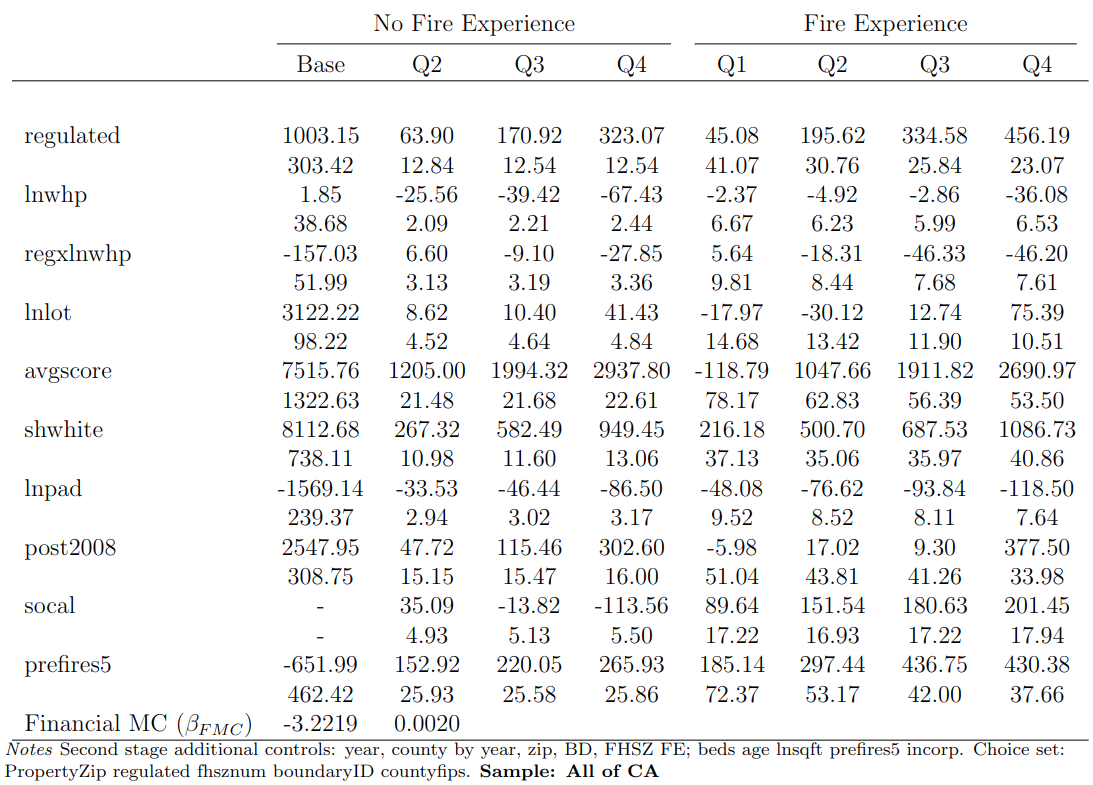 No Fire Experience Fire Experience
Base Q2 Q3 Q4 Q1 Q2 Q3 Q4
regulated 1003.15 63.90 170.92 323.07 45.08 195.62 334.58 456.19
303.42 12.84 12.54 12.54 41.07 30.76 25.84 23.07
lnwhp 1.85 -25.56 -39.42 -67.43 -2.37 -4.92 -2.86 -36.08
38.68 2.09 2.21 2.44 6.67 6.23 5.99 6.53
regxlnwhp -157.03 6.60 -9.10 -27.85 5.64 -18.31 -46.33 -46.20
51.99 3.13 3.19 3.36 9.81 8.44 7.68 7.61
lnlot 3122.22 8.62 10.40 41.43 -17.97 -30.12 12.74 75.39
98.22 4.52 4.64 4.84 14.68 13.42 11.90 10.51
avgscore 7515.76 1205.00 1994.32 2937.80 -118.79 1047.66 1911.82 2690.97
1322.63 21.48 21.68 22.61 78.17 62.83 56.39 53.50
shwhite 8112.68 267.32 582.49 949.45 216.18 500.70 687.53 1086.73
738.11 10.98 11.60 13.06 37.13 35.06 35.97 40.86
lnpad -1569.14 -33.53 -46.44 -86.50 -48.08 -76.62 -93.84 -118.50
239.37 2.94 3.02 3.17 9.52 8.52 8.11 7.64
post2008 2547.95 47.72 115.46 302.60 -5.98 17.02 9.30 377.50
308.75 15.15 15.47 16.00 51.04 43.81 41.26 33.98
socal - 35.09 -13.82 -113.56 89.64 151.54 180.63 201.45
- 4.93 5.13 5.50 17.22 16.93 17.22 17.94
prefires5 -651.99 152.92 220.05 265.93 185.14 297.44 436.75 430.38
462.42 25.93 25.58 25.86 72.37 53.17 42.00 37.66
Financial MC (β_FMC) -3.2219 0.0020
Notes Second stage additional controls: year, county by year, zip, BD, FHSZ FE; beds age lnsqft prefires5 incorp. Choice set:
PropertyZip regulated fhsznum boundaryID countyfips. Sample: All of CA